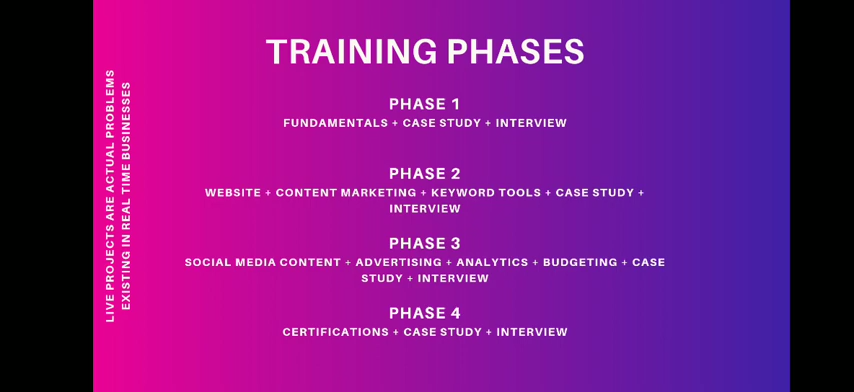 TRAINING PHASES
PHASE 1
FUNDAMENTALS + CASE STUDY + INTERVIEW
PHASE 2
WEBSITE + CONTENT MARKETING + KEYWORD TOOLS + CASE STUDY +
INTERVIEW
PHASE 3
SOCIAL MEDIA CONTENT + ADVERTISING + ANALYTICS + BUDGETING + CASE
STUDY + INTERVIEW
PHASE 4
CERTIFICATIONS + CASE STUDY + INTERVIEW
LIVE PROJECTS ARE ACTUAL PROBLEMS
EXISTING IN REAL TIME BUSINESSES